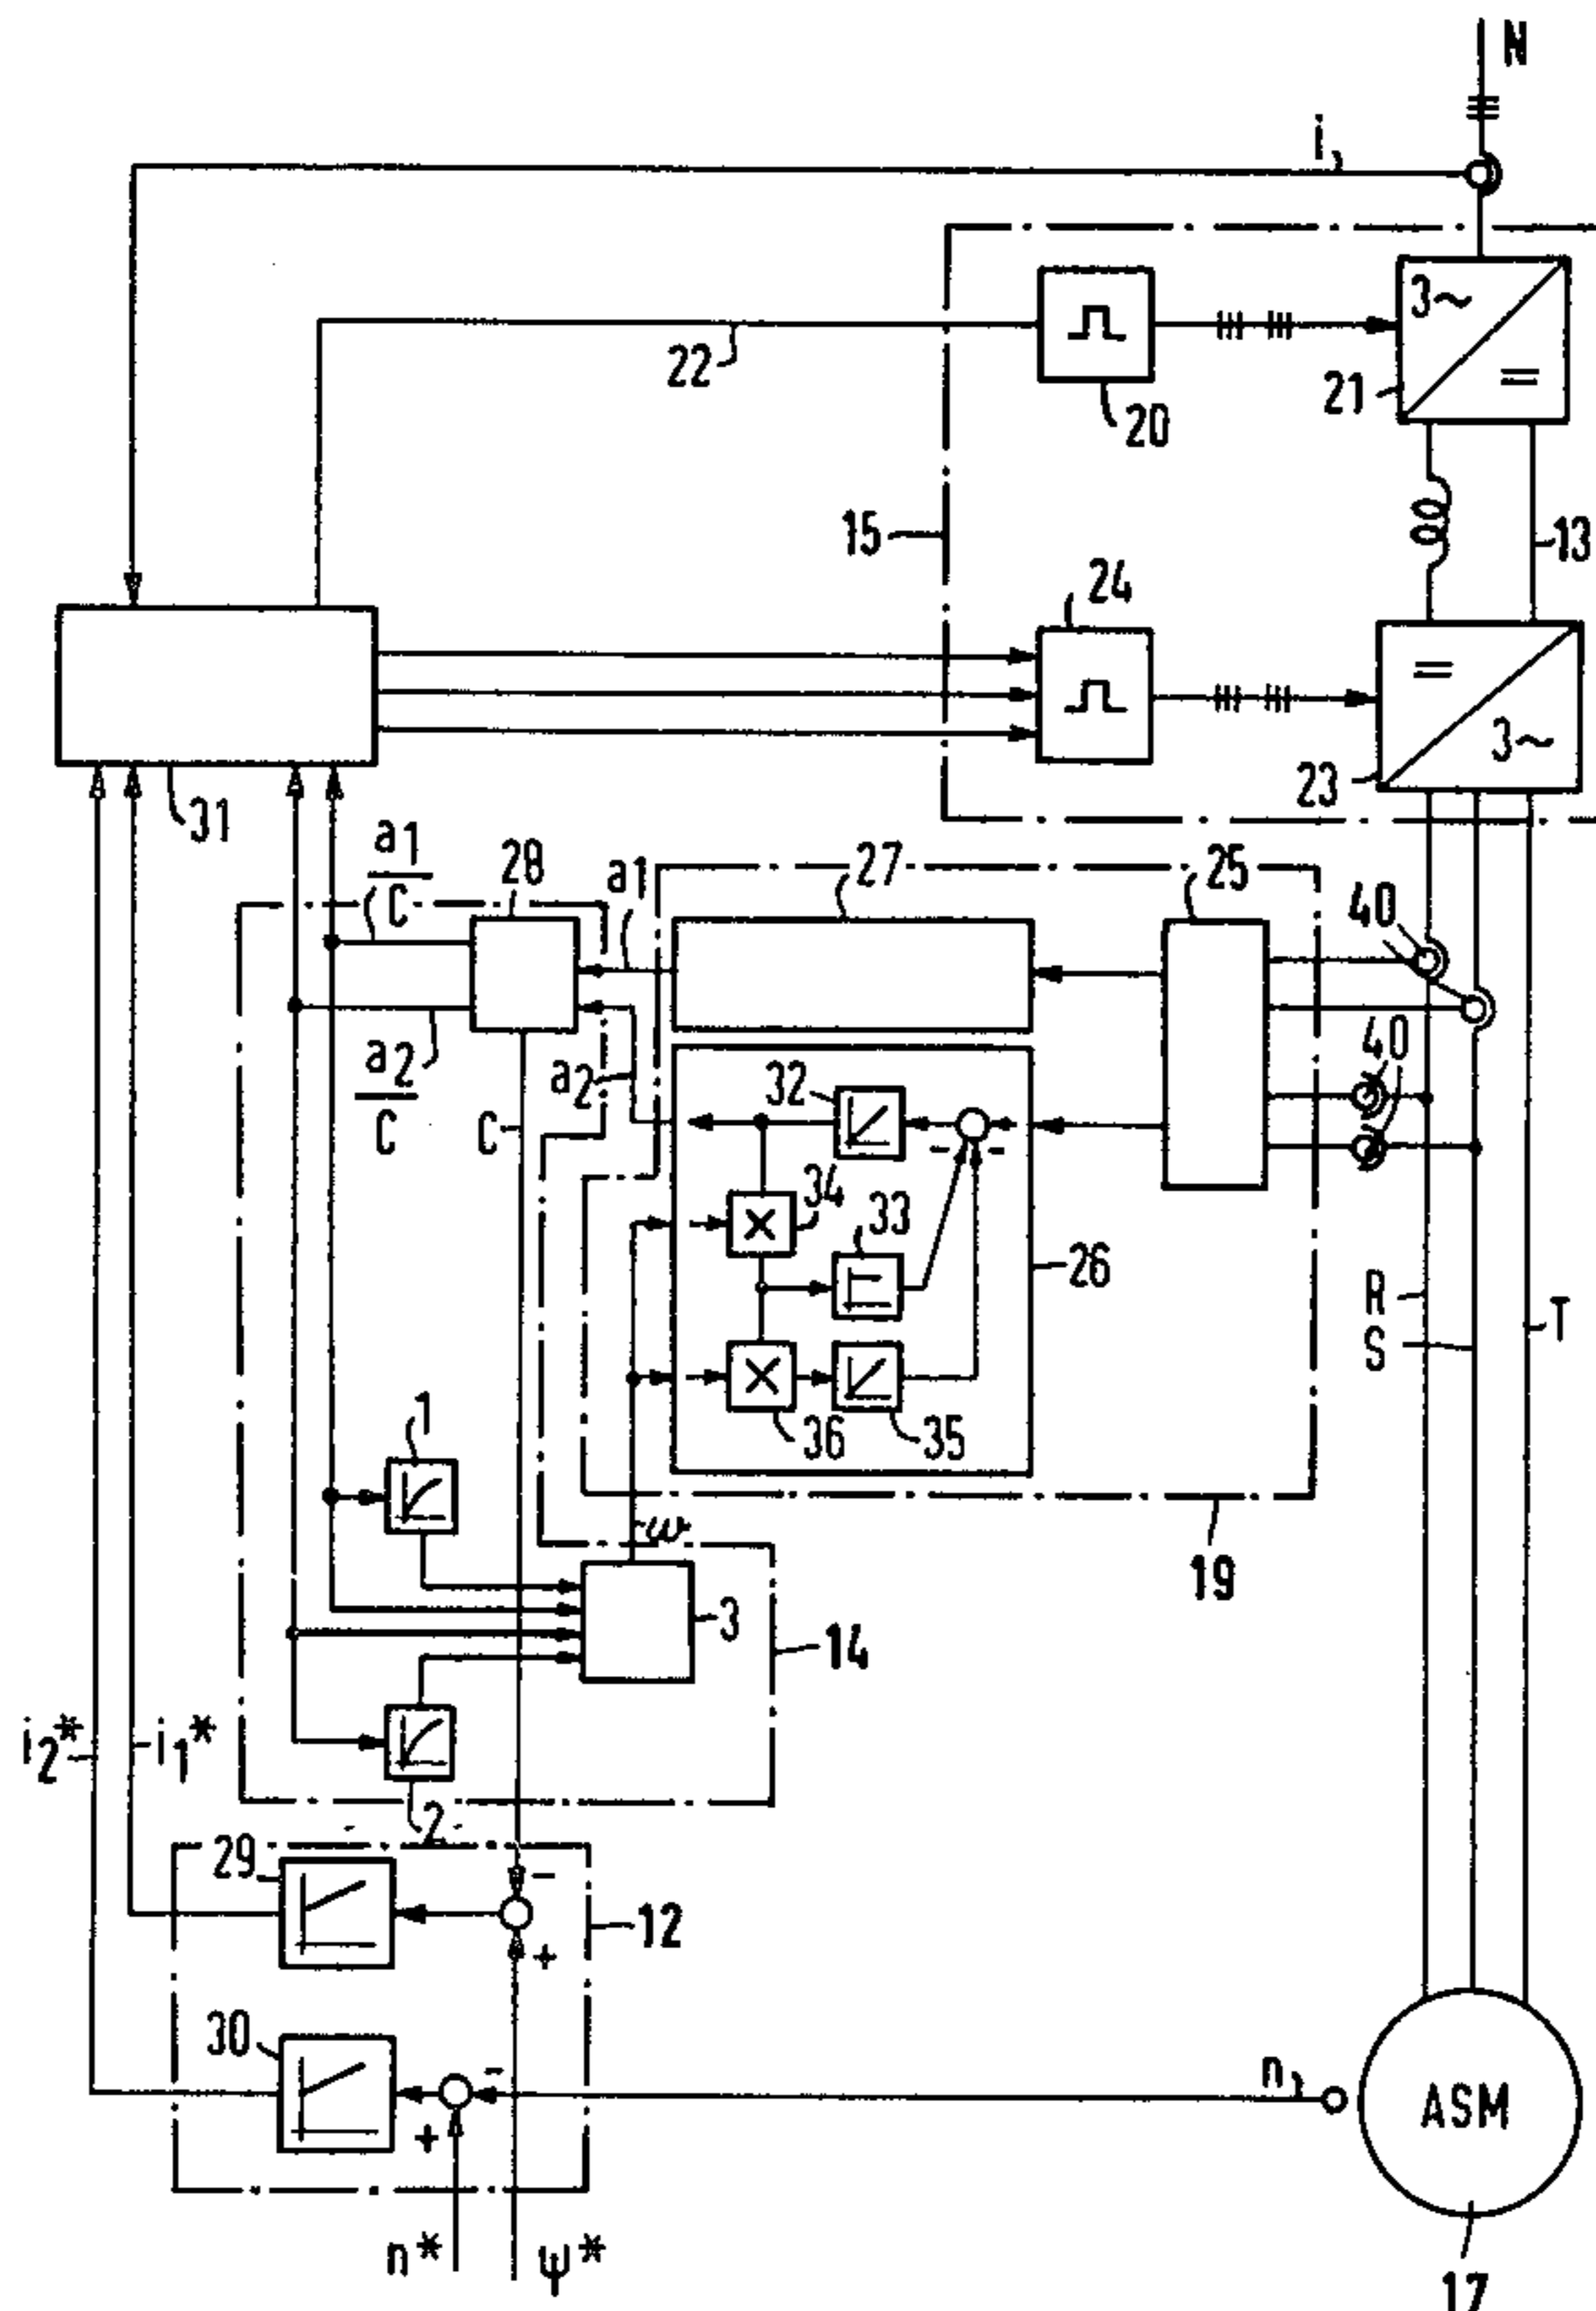 N
i
3~
=
22
20
21
15
13
24
=
3~
23
31
a1
C
28
a1
27
25
40
a2
C
C
a2
32
40
-
-
34
33
26
R
S
T
36
35
1
ω
19
3
14
i2*
i1*
2
29
-
12
+
30
-
n
ASM
+
n*
ψ*
17